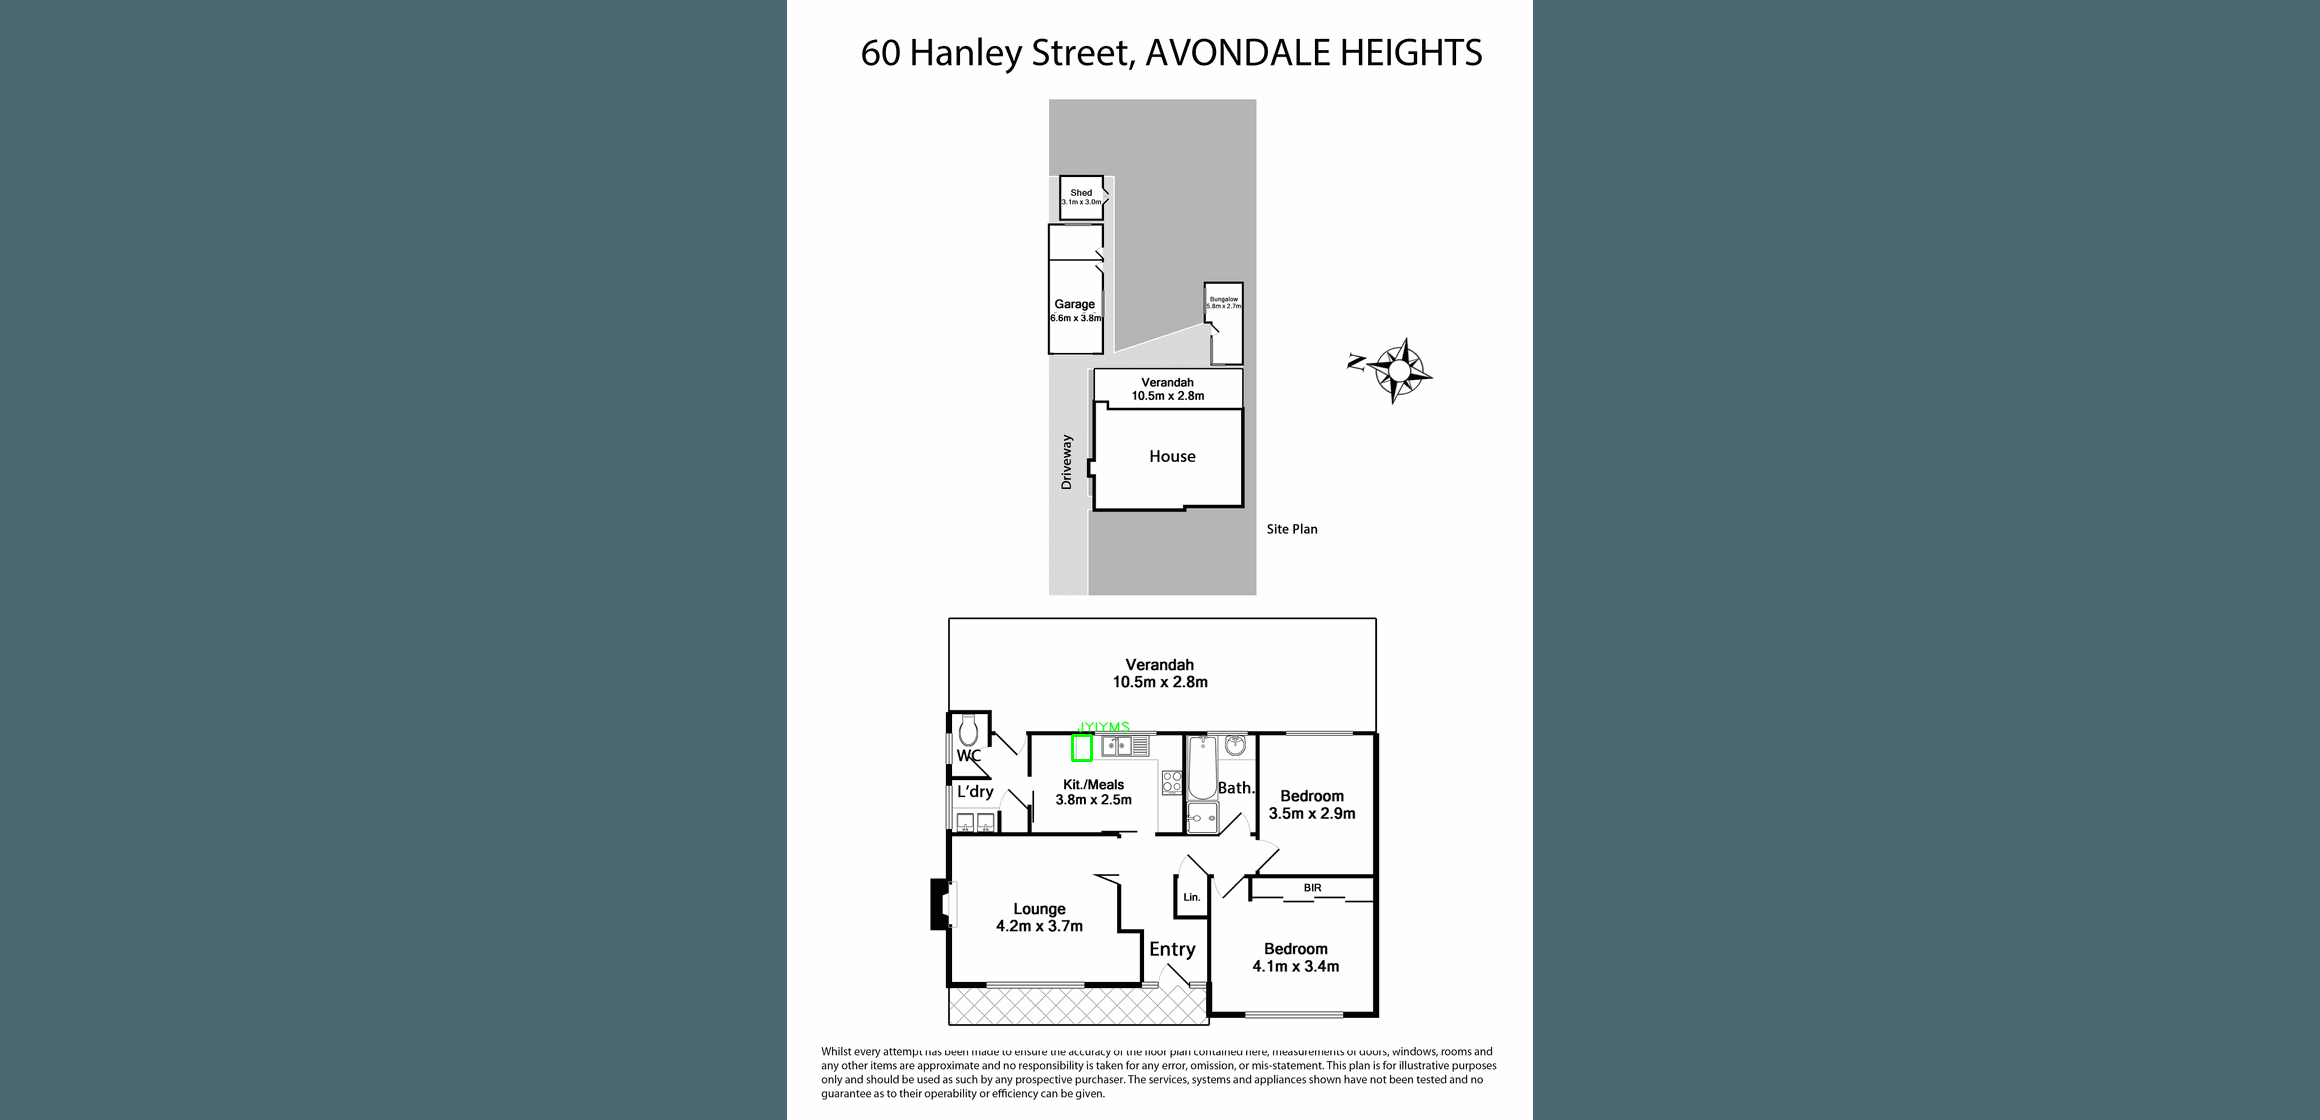 60 Hanley Street, AVONDALE HEIGHTS
Shed
3.1m x 3.0m
Garage
6.6m x 3.8m
Bungalow
5.8m x 2.7m
N
Verandah
10.5m x 2.8m
Driveway
House
Site Plan
Verandah
10.5m x 2.8m
JYJYMS
WC
L'dry
Kit./Meals
3.8m x 2.5m
Bath.
Bedroom
3.5m x 2.9m
BIR
Lin.
Lounge
4.2m x 3.7m
Entry
Bedroom
4.1m x 3.4m
Whilst every attempt has been made to ensure the accuracy of the floor plan contained here, measurements of doors, windows, rooms and
any other items are approximate and no responsibility is taken for any error, omission, or mis-statement. This plan is for illustrative purposes
only and should be used as such by any prospective purchaser. The services, systems and appliances shown have not been tested and no
guarantee as to their operability or efficiency can be given.